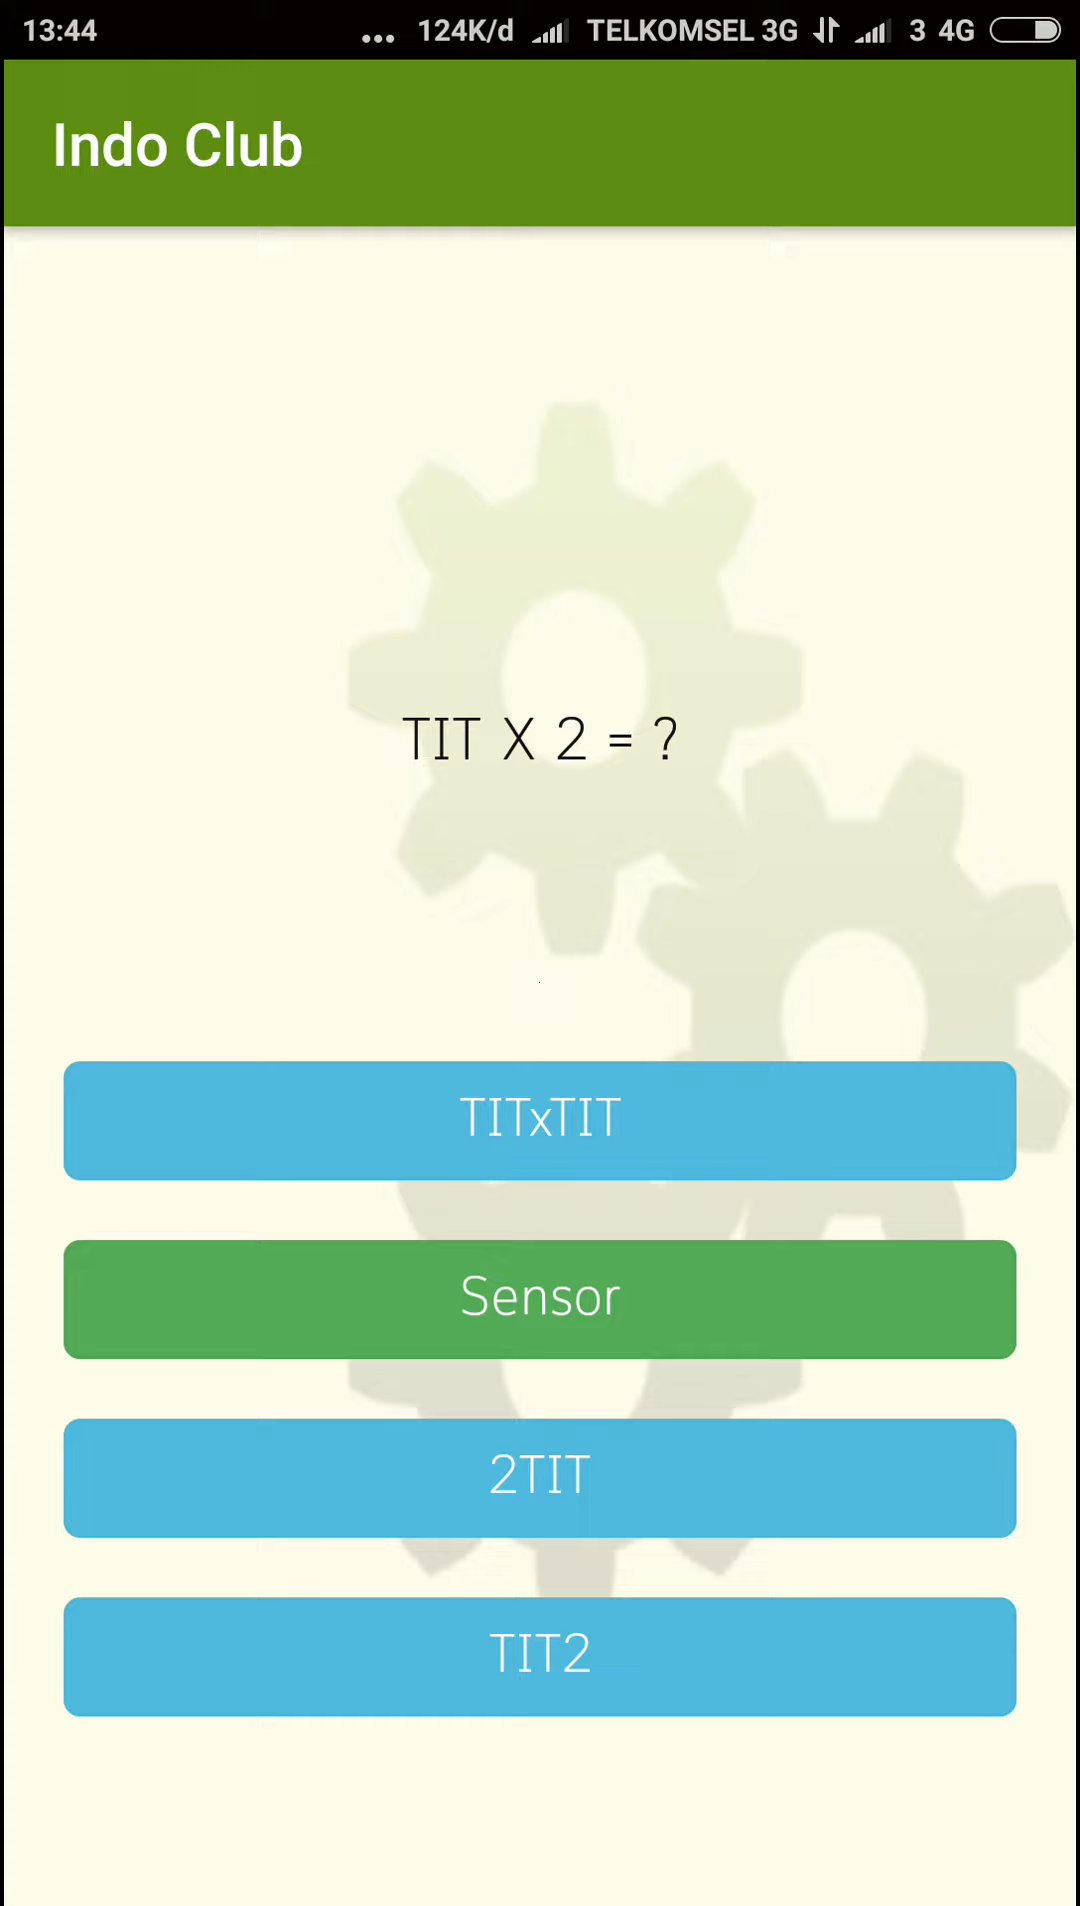 13:44 ... 124K/d TELKOMSEL 3G 3 4G
Indo Club
TIT X 2 = ?
TITxTIT
Sensor
2TIT
TIT2